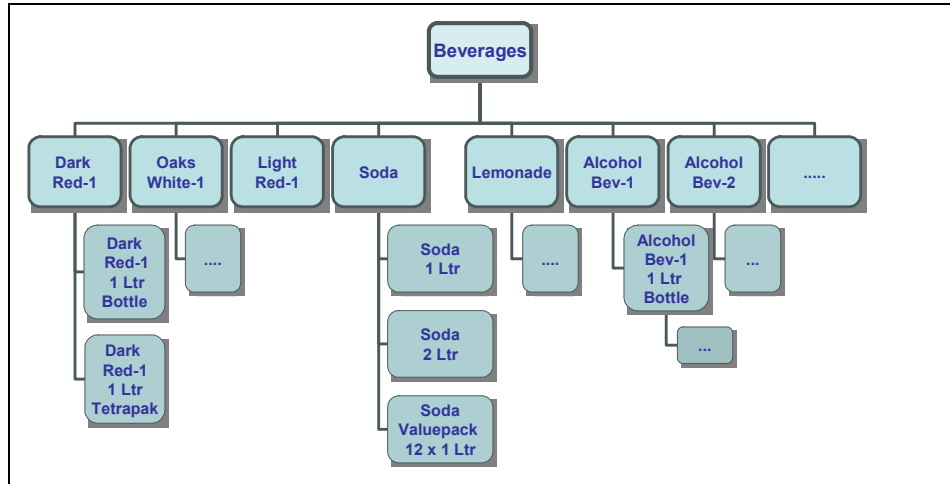 Beverages
Dark
Red-1
Oaks
White-1
Light
Red-1
Soda
Lemonade
Alcohol
Bev-1
Alcohol
Bev-2
.....
Dark
Red-1
1 Ltr
Bottle
....
Soda
1 Ltr
....
Alcohol
Bev-1
1 Ltr
Bottle
...
Dark
Red-1
1 Ltr
Tetrapak
Soda
2 Ltr
...
Soda
Valuepack
12 x 1 Ltr